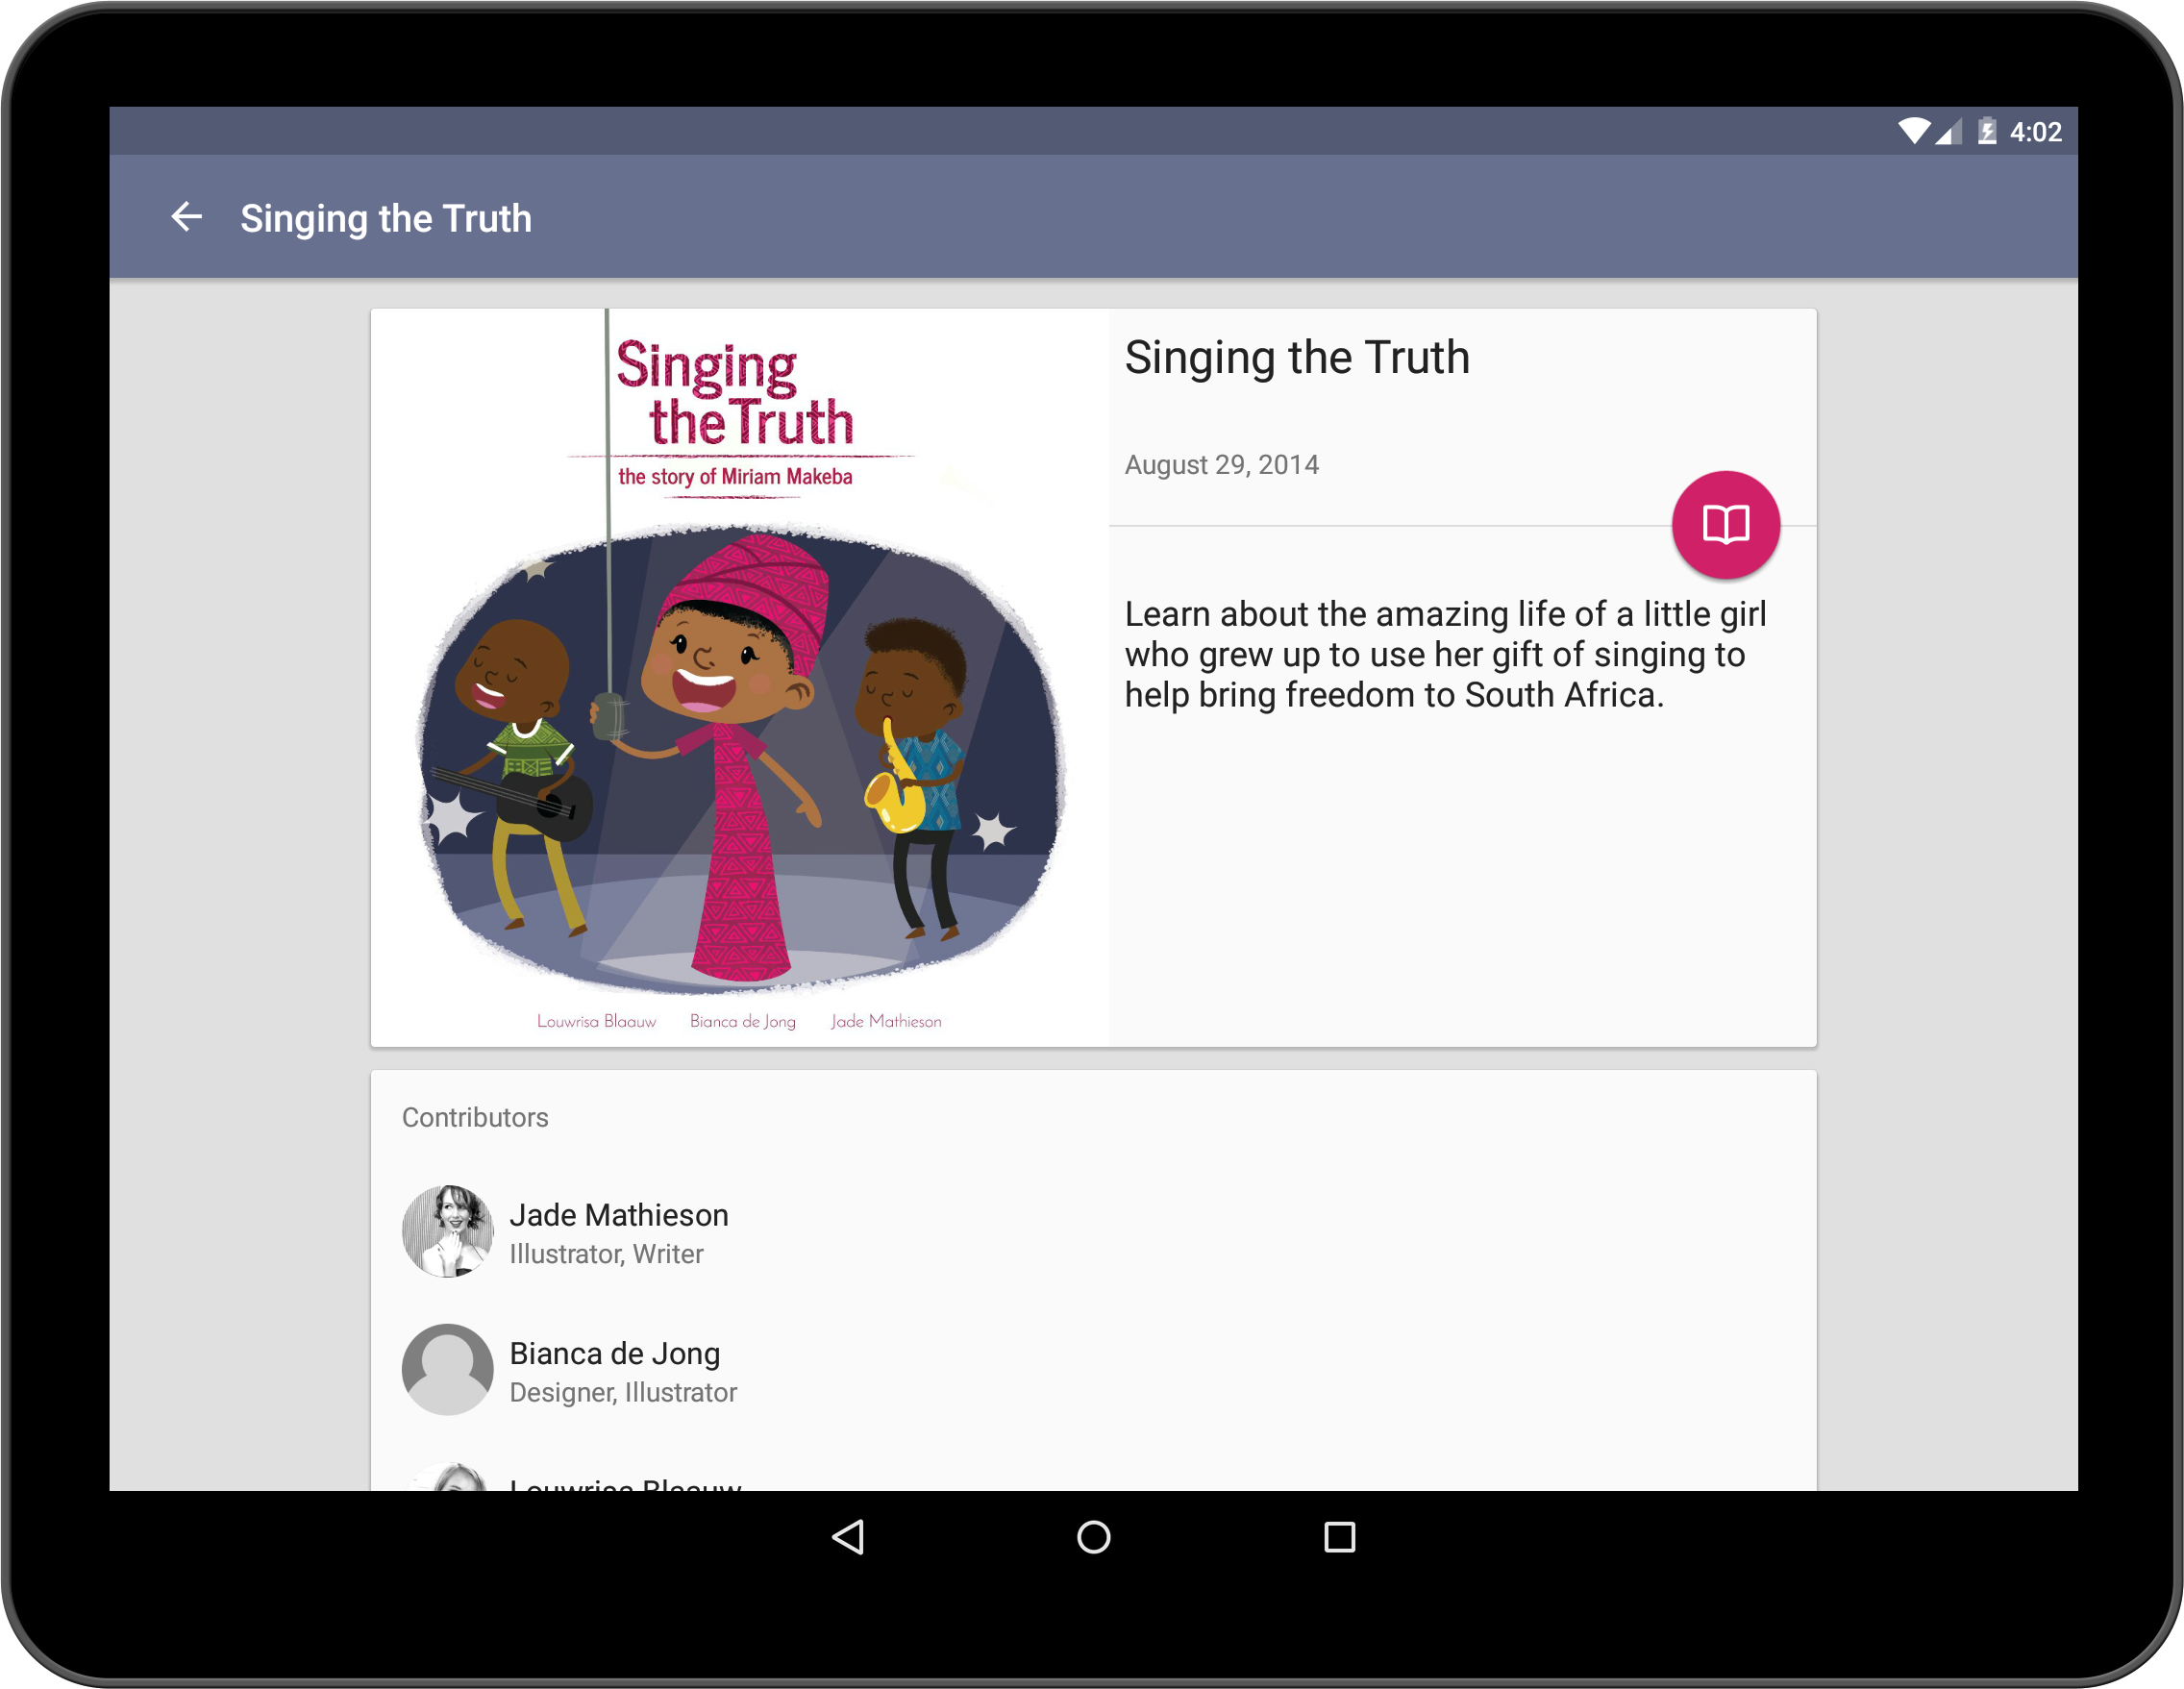 4:02
Singing the Truth
Singing
the Truth
the story of Miriam Makeba
Louwrisa Blaauw Bianca de Jong Jade Mathieson
Singing the Truth
August 29, 2014
Learn about the amazing life of a little girl
who grew up to use her gift of singing to
help bring freedom to South Africa.
Contributors
Jade Mathieson
Illustrator, Writer
Bianca de Jong
Designer, Illustrator
Louwrisa Blaauw